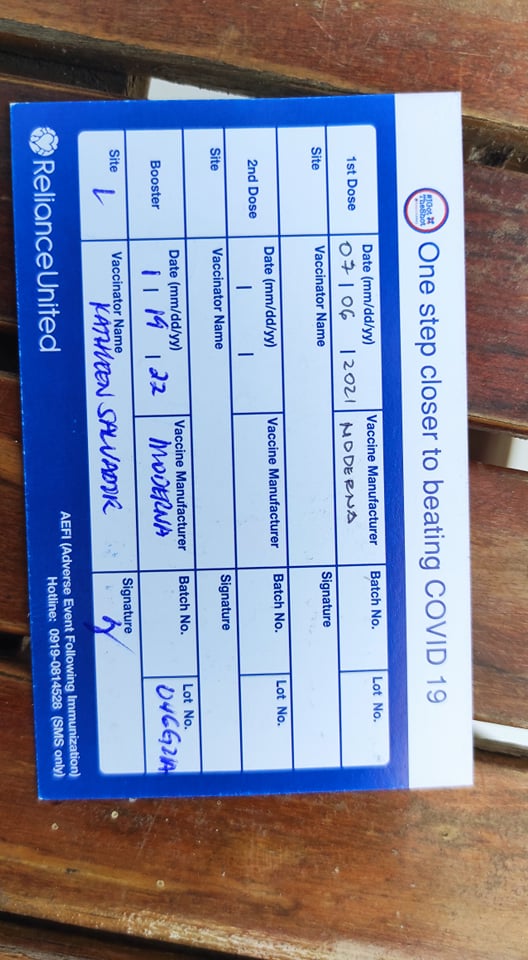 #IGot
TheShot
One step closer to beating COVID 19
1st Dose Date (mm/dd/yy) Vaccine Manufacturer Batch No. Lot No.
07 | 06 | 2021 MODERNA
Site Vaccinator Name Signature
2nd Dose Date (mm/dd/yy) Vaccine Manufacturer Batch No. Lot No.
| |
Site Vaccinator Name Signature
Booster Date (mm/dd/yy) Vaccine Manufacturer Batch No. Lot No.
1 | 19 | 22 MODERNA 046G21A
Site Vaccinator Name Signature
L KATHLEEN SALVADOR
RelianceUnited
AEFI (Adverse Event Following Immunization)
Hotline: 0919-0814528 (SMS only)